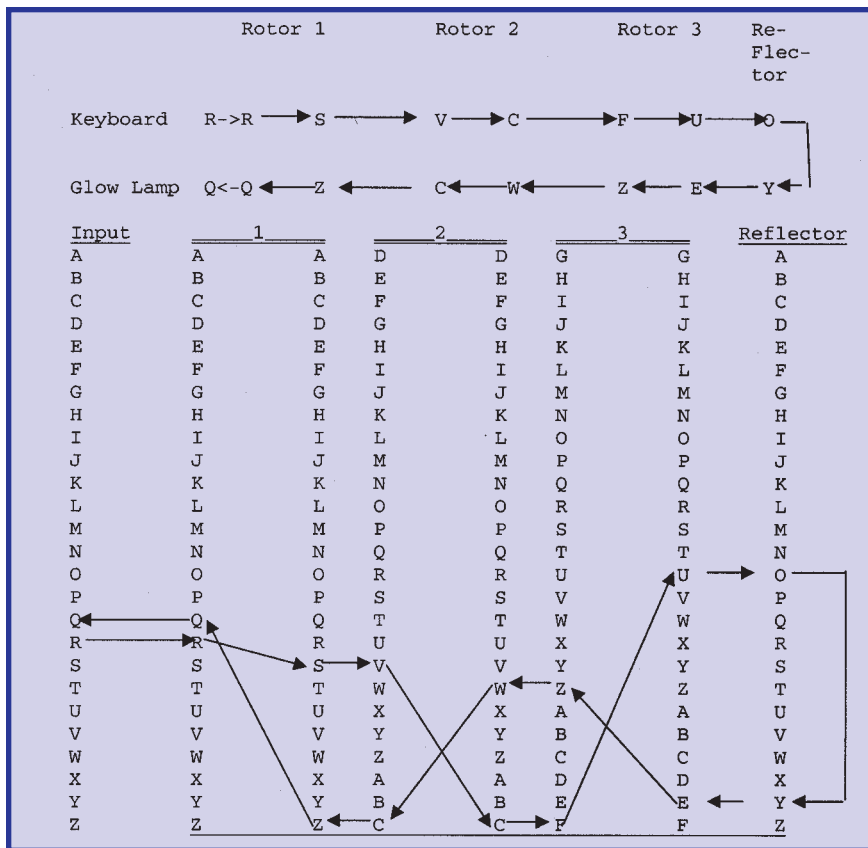 Rotor 1 Rotor 2 Rotor 3 Re-
Flec-
tor
Keyboard R->R S V C F U O
Glow Lamp Q<-Q Z C W Z E Y
Input 1 2 3 Reflector
A A A D D G G A
B B B E E H H B
C C C F F I I C
D D D G G J J D
E E E H H K K E
F F F I I L L F
G G G J J M M G
H H H K K N N H
I I I L L O O I
J J J M M P P J
K K K N N Q Q K
L L L O O R R L
M M M P P S S M
N N N Q Q T T N
O O O R R U U O
P P P S S V V P
Q Q Q T T W W Q
R R R U U X X R
S S S V V Y Y S
T T T W W Z Z T
U U U X X A A U
V V V Y Y B B V
W W W Z Z C C W
X X X A A D D X
Y Y Y B B E E Y
Z Z Z C C F F Z